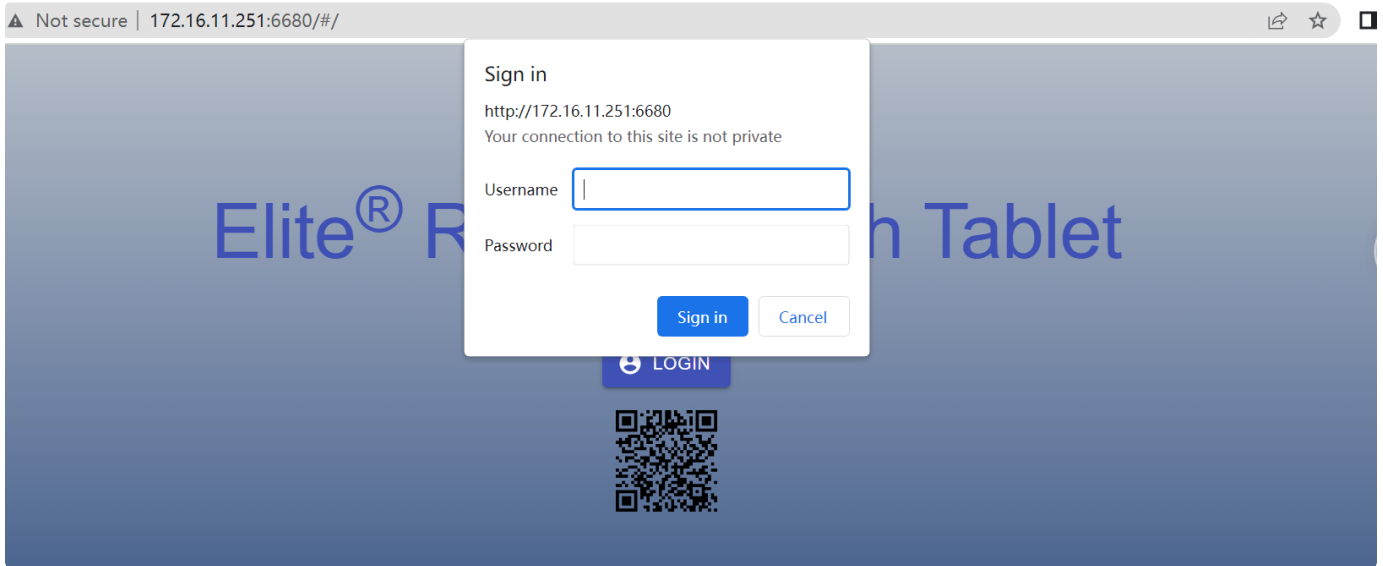 Not secure | 172.16.11.251:6680/#/
Sign in
http://172.16.11.251:6680
Your connection to this site is not private
Username
Password
Sign in Cancel
Elite® R h Tablet
LOGIN